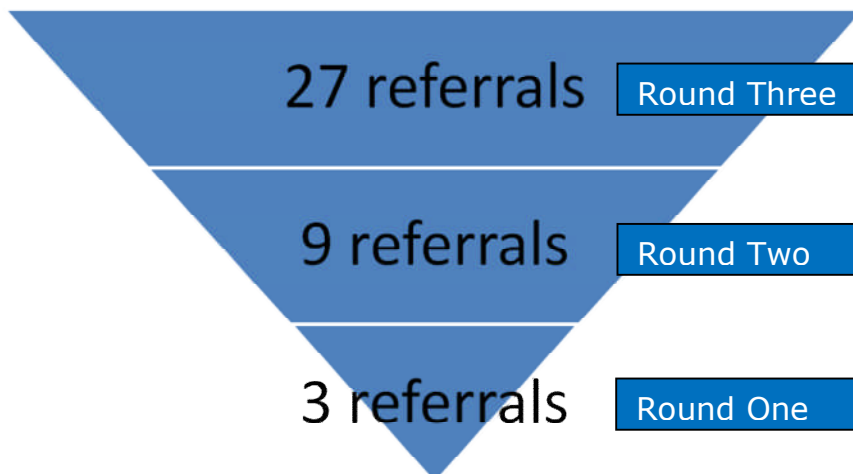 27 referrals
Round Three
9 referrals
Round Two
3 referrals
Round One